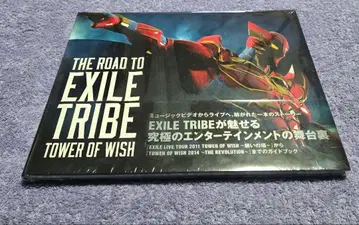 THE ROAD TO
EXILE
TRIBE
TOWER OF WISH
ミュージックビデオからライブへ、紡がれた一本のストーリー
EXILE TRIBEが魅せる
究極のエンターテインメントの舞台裏
「EXILE LIVE TOUR 2011 TOWER OF WISH ～願いの塔～」から
「TOWER OF WISH 2014 ～THE REVOLUTION～」までのガイドブック